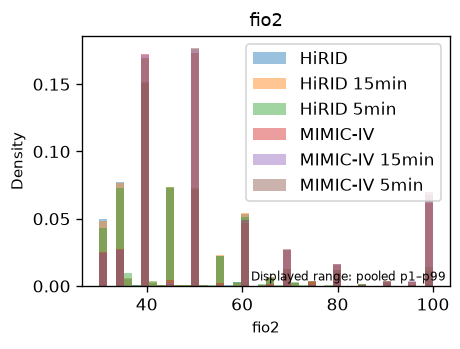 fio2
Density
0.15
0.10
0.05
0.00
HiRID
HiRID 15min
HiRID 5min
MIMIC-IV
MIMIC-IV 15min
MIMIC-IV 5min
Displayed range: pooled p1–p99
40 60 80 100
fio2